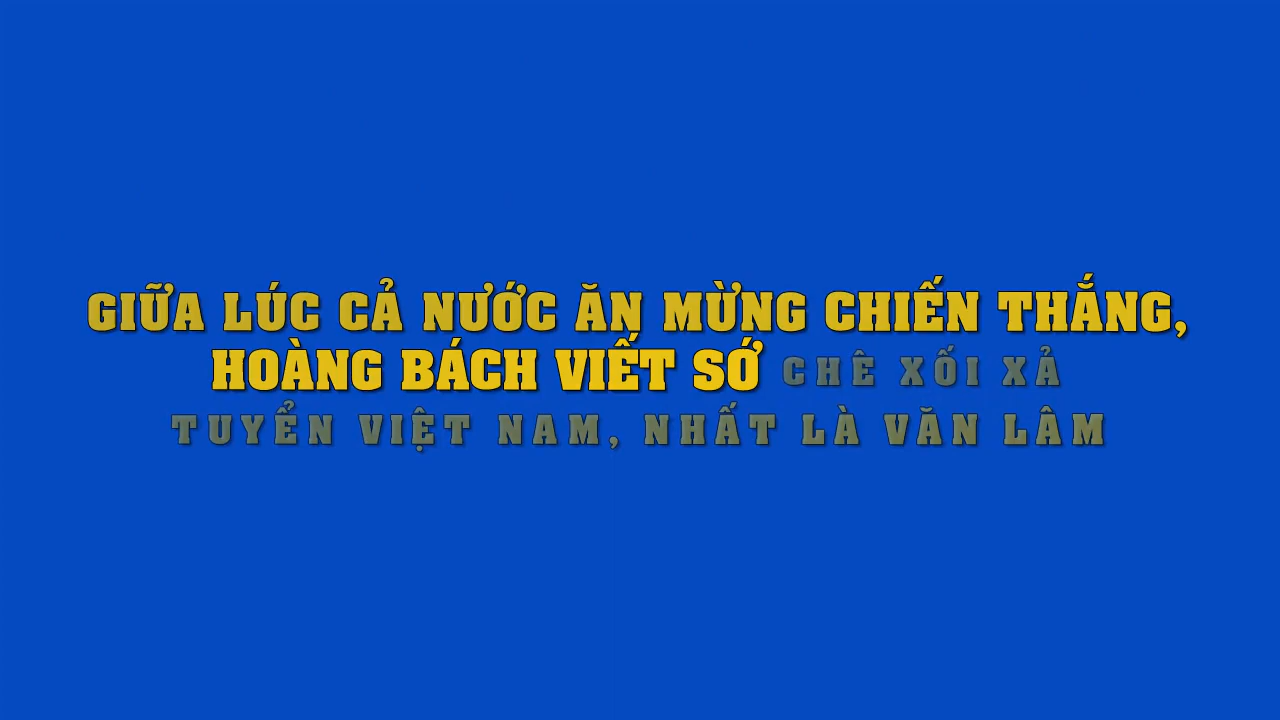 GIỮA LÚC CẢ NƯỚC ĂN MỪNG CHIẾN THẮNG,
HOÀNG BÁCH VIẾT SỚ CHÊ XỐI XẢ
TUYỂN VIỆT NAM, NHẤT LÀ VĂN LÂM